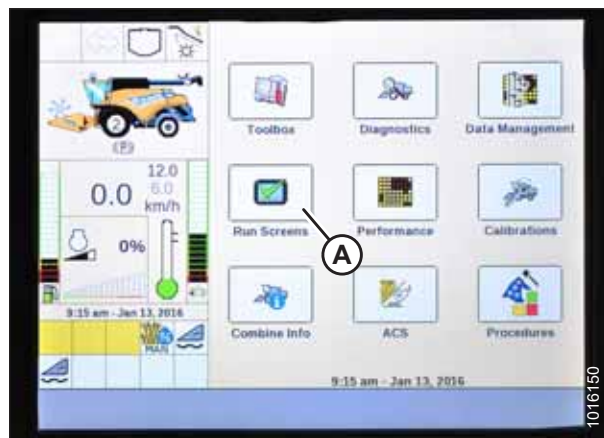 2
(P)
12.0
6.0
0.0 km/h
0%
9:15 am - Jan 13, 2016
MAN
Toolbox Diagnostics Data Management
Run Screens Performance Calibrations
A
Combine Info ACS Procedures
9:15 am - Jan 13, 2016
1016150